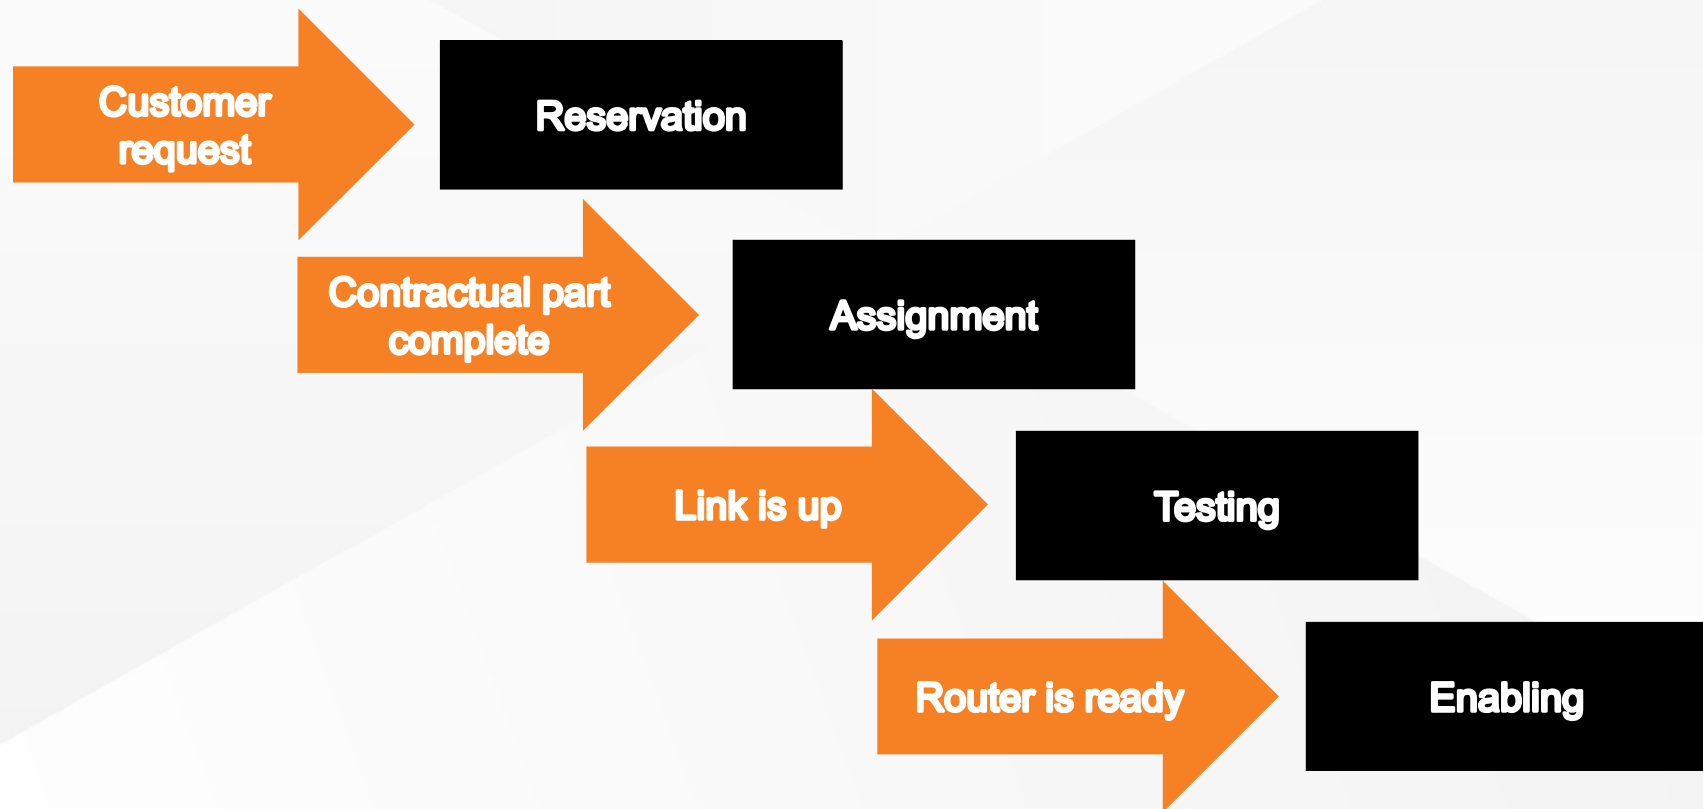 Customer
request
Reservation
Contractual part
complete
Assignment
Link is up
Testing
Router is ready
Enabling